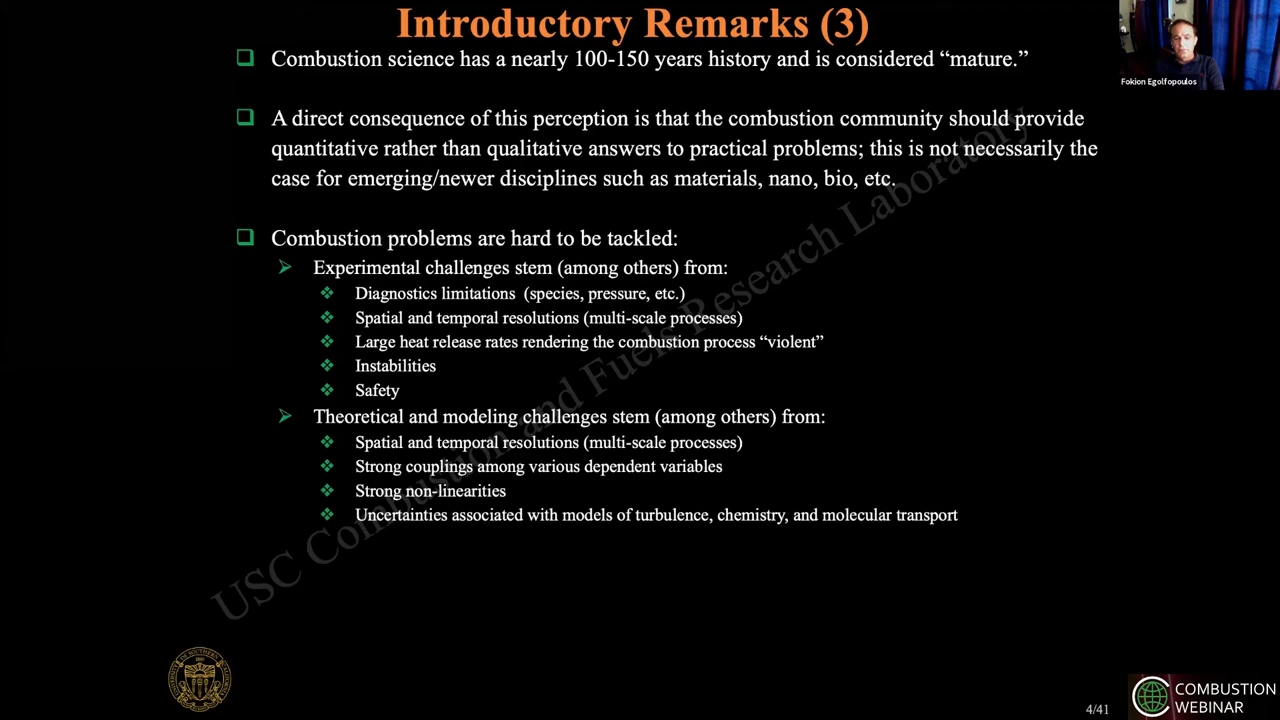 Introductory Remarks (3)
Combustion science has a nearly 100-150 years history and is considered “mature.”
A direct consequence of this perception is that the combustion community should provide
quantitative rather than qualitative answers to practical problems; this is not necessarily the
case for emerging/newer disciplines such as materials, nano, bio, etc.
Combustion problems are hard to be tackled:
Experimental challenges stem (among others) from:
Diagnostics limitations (species, pressure, etc.)
Spatial and temporal resolutions (multi-scale processes)
Large heat release rates rendering the combustion process “violent”
Instabilities
Safety
Theoretical and modeling challenges stem (among others) from:
Spatial and temporal resolutions (multi-scale processes)
Strong couplings among various dependent variables
Strong non-linearities
Uncertainties associated with models of turbulence, chemistry, and molecular transport
USC Combustion and Fuels Research Laboratory
Fokion Egolfopoulos
4/41
COMBUSTION
WEBINAR